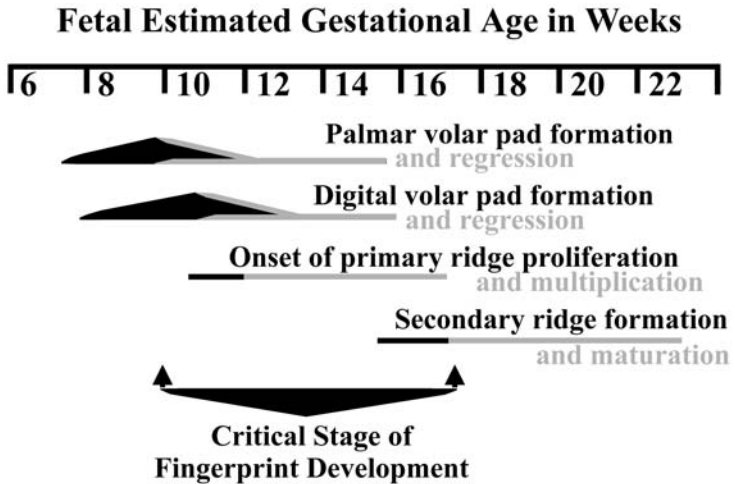 Fetal Estimated Gestational Age in Weeks
6 8 10 12 14 16 18 20 22
Palmar volar pad formation
and regression
Digital volar pad formation
and regression
Onset of primary ridge proliferation
and multiplication
Secondary ridge formation
and maturation
Critical Stage of
Fingerprint Development